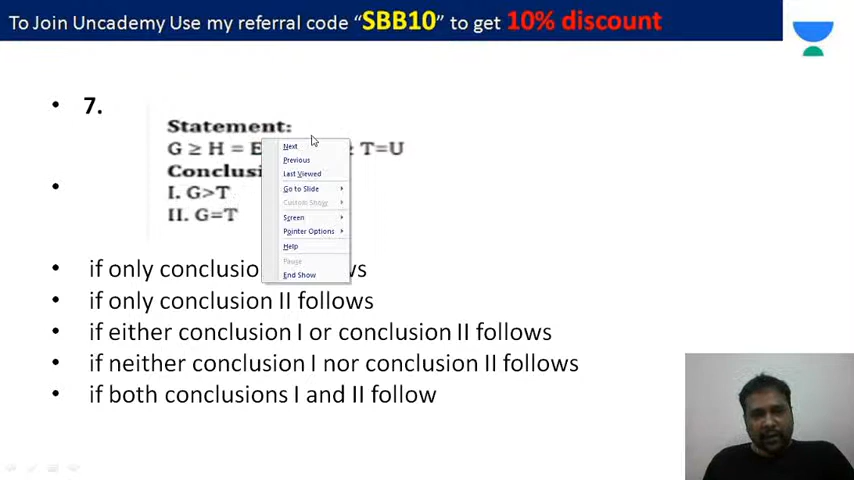 To Join Uncademy Use my referral code “SBB10” to get 10% discount
• 7.
Statement:
G ≥ H = E T=U
Conclusi
• I. G>T
II. G=T
Next
Previous
Last Viewed
Go to Slide
Custom Show
Screen
Pointer Options
Help
Pause
End Show
• if only conclusio ws
• if only conclusion II follows
• if either conclusion I or conclusion II follows
• if neither conclusion I nor conclusion II follows
• if both conclusions I and II follow